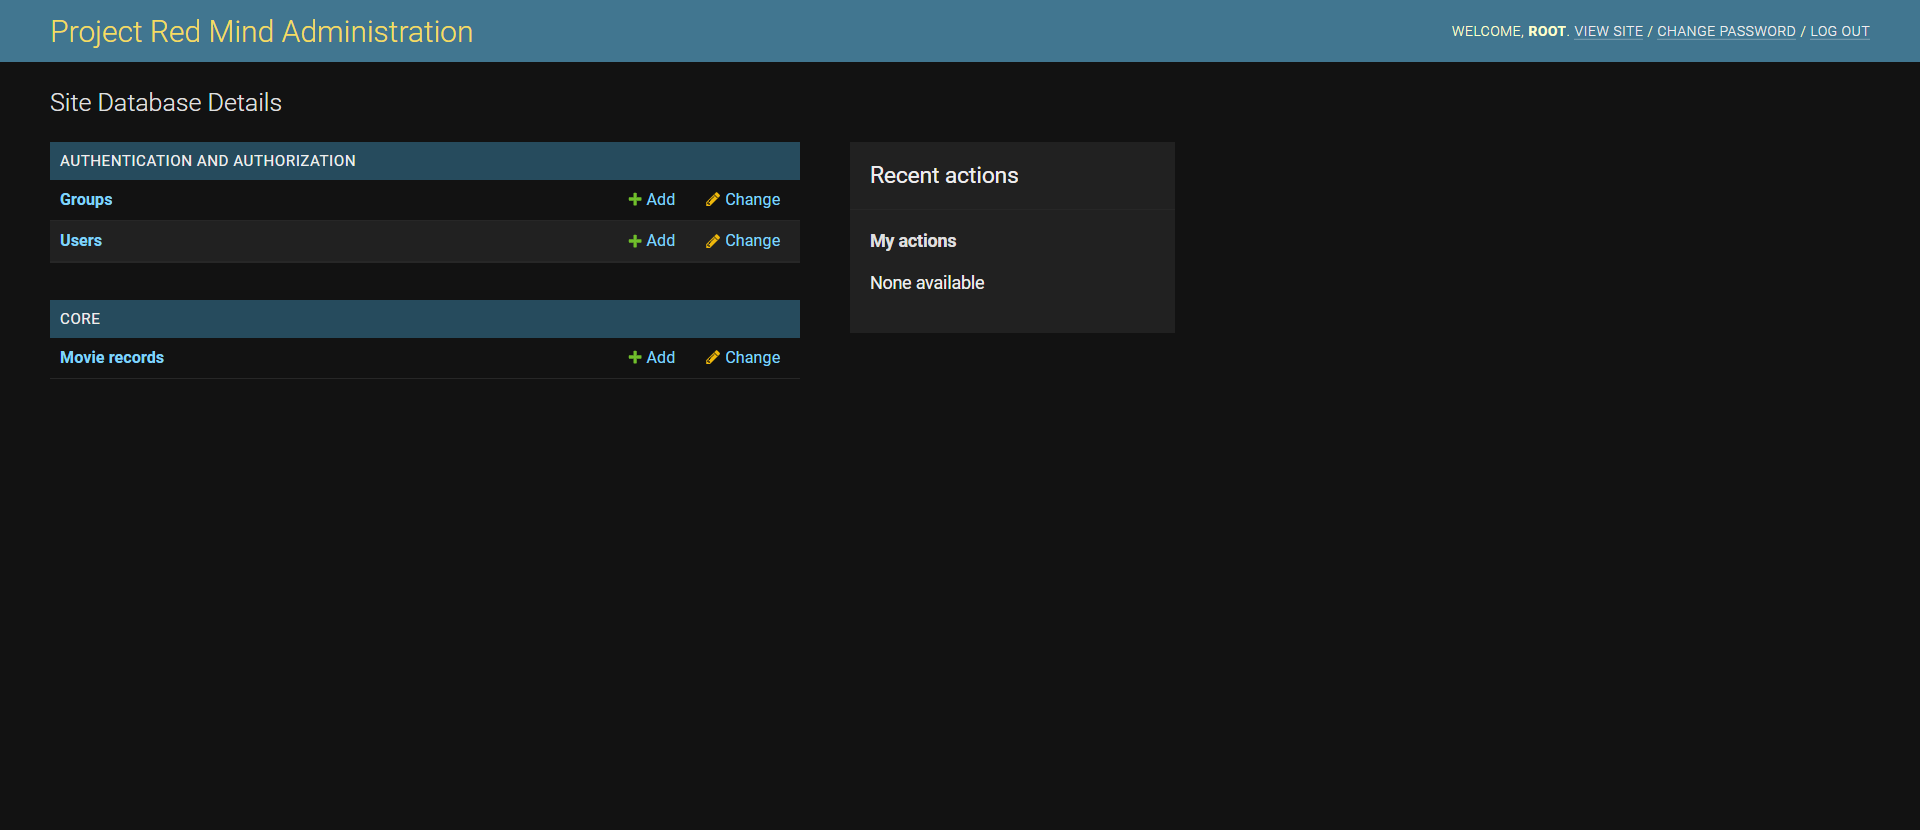 Project Red Mind Administration
WELCOME, ROOT. VIEW SITE / CHANGE PASSWORD / LOG OUT
Site Database Details
AUTHENTICATION AND AUTHORIZATION
Groups Add Change
Users Add Change
CORE
Movie records Add Change
Recent actions
My actions
None available